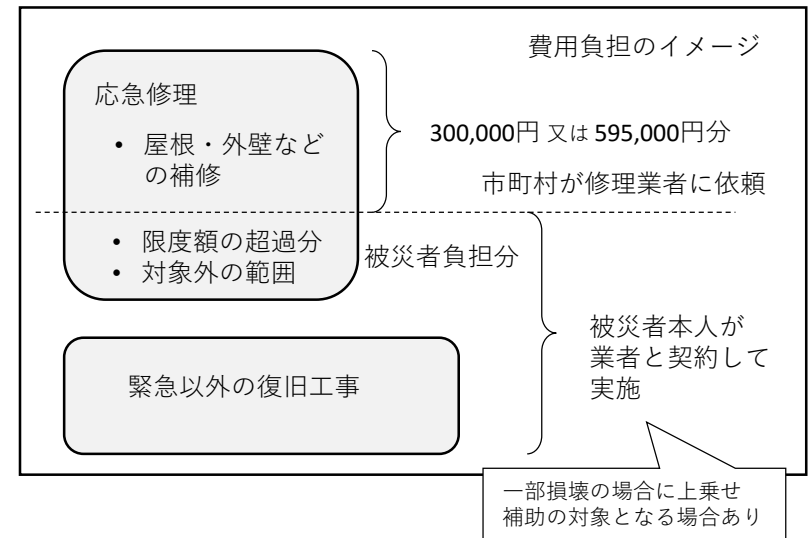 費用負担のイメージ
応急修理
• 屋根・外壁など
の補修
300,000円 又は 595,000円分
市町村が修理業者に依頼
• 限度額の超過分
• 対象外の範囲
被災者負担分
被災者本人が
業者と契約して
実施
緊急以外の復旧工事
一部損壊の場合に上乗せ
補助の対象となる場合あり